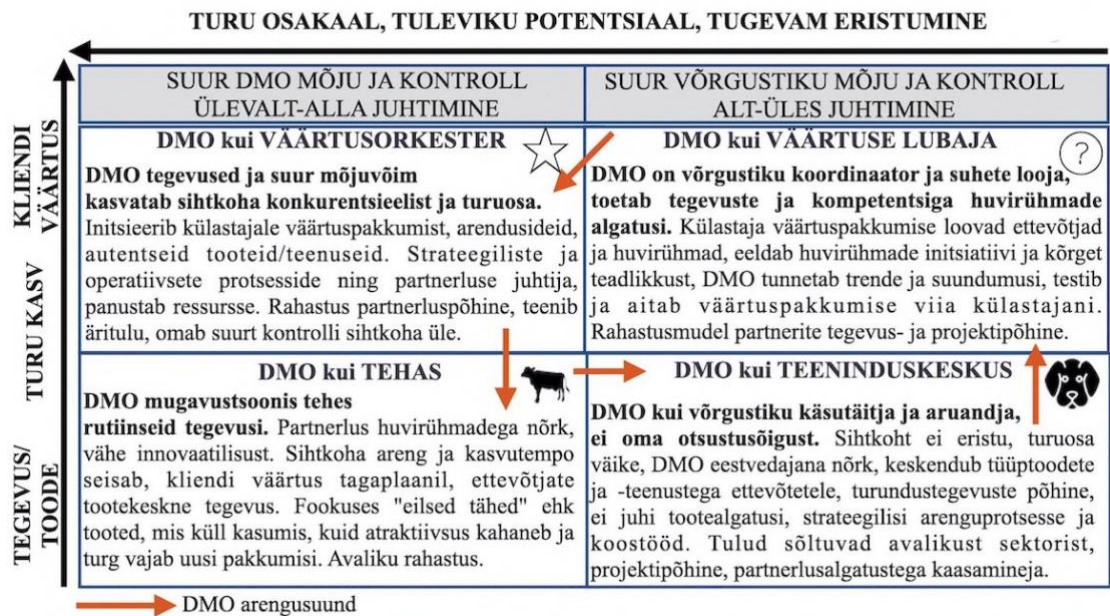 TURU OSAKAAL, TULEVIKU POTENTSIAAL, TUGEVAM ERISTUMINE
KLIENDI VÄÄRTUS
TURU KASV
TEGEVUS/ TOODE
SUUR DMO MÕJU JA KONTROLL
ÜLEVALT-ALLA JUHTIMINE
SUUR VÕRGUSTIKU MÕJU JA KONTROLL
ALT-ÜLES JUHTIMINE
DMO kui VÄÄRTUSORKESTER
DMO tegevused ja suur mõjuvõim
kasvatab sihtkoha konkurentsieelist ja turuosa.
Initsieerib külastajale väärtuspakkumist, arendusideid,
autentseid tooteid/teenuseid. Strateegiliste ja
operatiivsete protsesside ning partnerluse juhtija,
panustab ressursse. Rahastus partnerluspõhine, teenib
äritulu, omab suurt kontrolli sihtkoha üle.
DMO kui VÄÄRTUSE LUBAJA
?
DMO on võrgustiku koordinaator ja suhete looja,
toetab tegevuste ja kompetentsiga huvirühmade
algatusi. Külastaja väärtuspakkumise loovad ettevõtjad
ja huvirühmad, eeldab huvirühmade initsiatiivi ja kõrget
teadlikkust, DMO tunnetab trende ja suundumusi, testib
ja aitab väärtuspakkumise viia külastajani.
Rahastusmudel partnerite tegevus- ja projektipõhine.
DMO kui TEHAS
DMO mugavustsoonis tehes
rutiinseid tegevusi. Partnerlus huvirühmadega nõrk,
vähe innovaatilisust. Sihtkoha areng ja kasvutempo
seisab, kliendi väärtus tagaplaanil, ettevõtjate
tootekeskne tegevus. Fookuses "eilsed tähed" ehk
tooted, mis küll kasumis, kuid atraktiivsus kahaneb ja
turg vajab uusi pakkumisi. Avaliku rahastus.
DMO kui TEENINDUSKESKUS
DMO kui võrgustiku käsutäitja ja aruandja,
ei oma otsustusõigust. Sihtkoht ei eristu, turuosa
väike, DMO eestvedajana nõrk, keskendub tüüptoodete
ja -teenustega ettevõtetele, turundustegevuste põhine,
ei juhi tootealgatusi, strateegilisi arenguprotsesse ja
koostööd. Tulud sõltuvad avalikust sektorist,
projektipõhine, partnerlusalgatustega kaasamineja.
DMO arengusuund